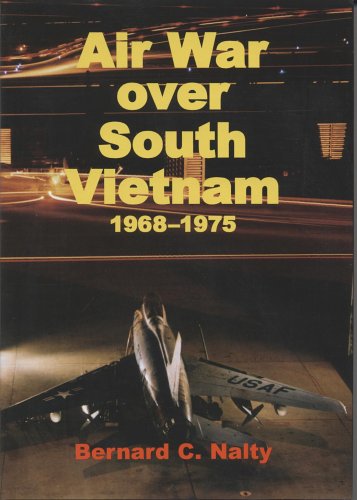 Air War
over
South
Vietnam
1968–1975
USAF
Bernard C. Nalty